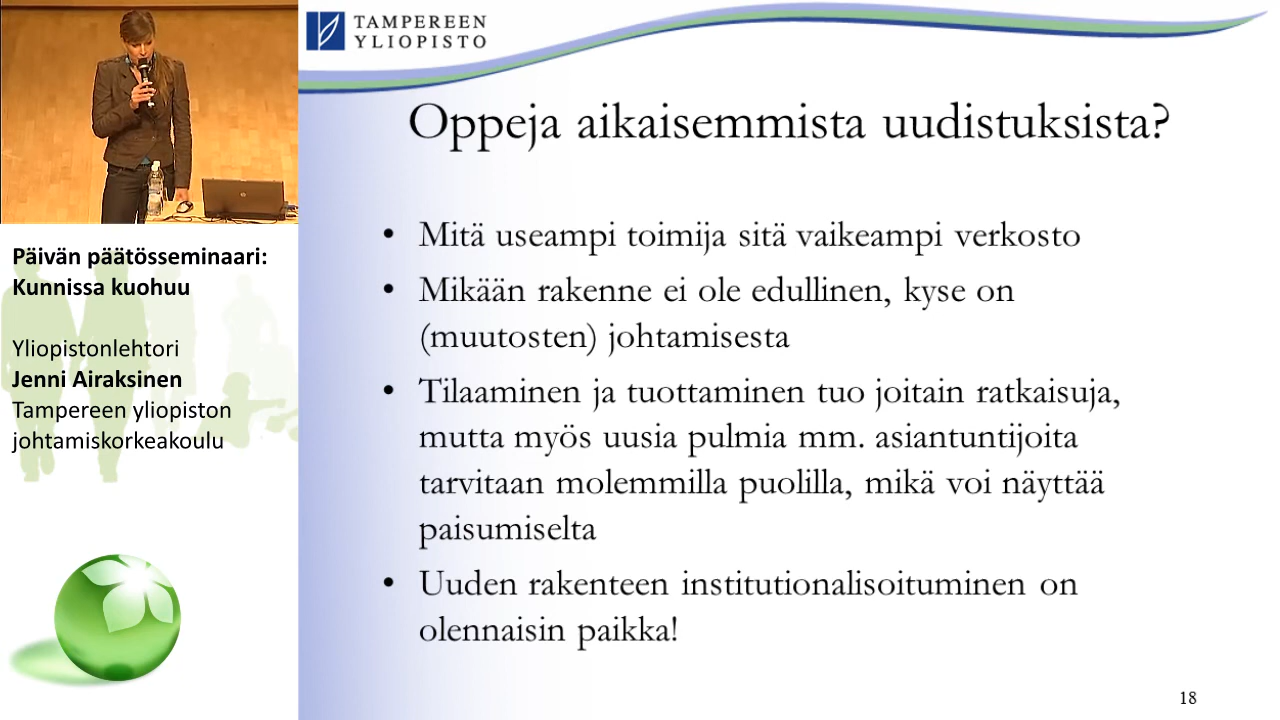 TAMPEREEN
YLIOPISTO
Oppeja aikaisemmista uudistuksista?
• Mitä useampi toimija sitä vaikeampi verkosto
• Mikään rakenne ei ole edullinen, kyse on
(muutosten) johtamisesta
• Tilaaminen ja tuottaminen tuo joitain ratkaisuja,
mutta myös uusia pulmia mm. asiantuntijoita
tarvitaan molemmilla puolilla, mikä voi näyttää
paisumiselta
• Uuden rakenteen institutionalisoituminen on
olennaisin paikka!
18
Päivän päätösseminaari:
Kunnissa kuohuu
Yliopistonlehtori
Jenni Airaksinen
Tampereen yliopiston
johtamiskorkeakoulu